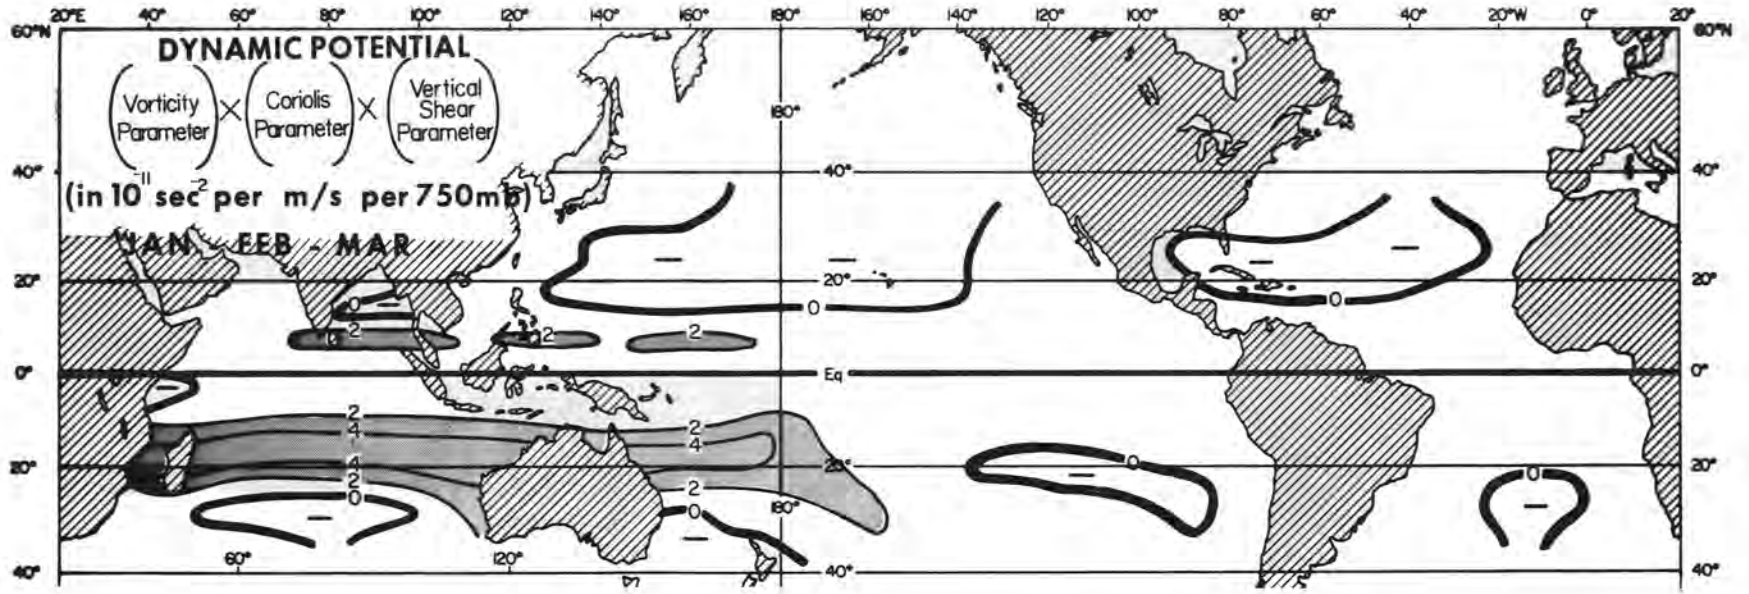 20°E 40° 60° 80° 100° 120° 140° 160° 180° 160° 140° 120° 100° 80° 60° 40° 20°W 0° 20°
60°N DYNAMIC POTENTIAL 60°N
(Vorticity Parameter) × (Coriolis Parameter) × (Vertical Shear Parameter)
180°
40° 40° 40°
(in 10⁻¹¹ sec⁻² per m/s per 750mb)
JAN - FEB - MAR
20° 20° 20°
0 0 0
2 2 2
0° Eq 0°
2 2
4 4
20° 4 20° 0 20°
2 2 0
0 0 180°
60° 120°
40° 40° 40°